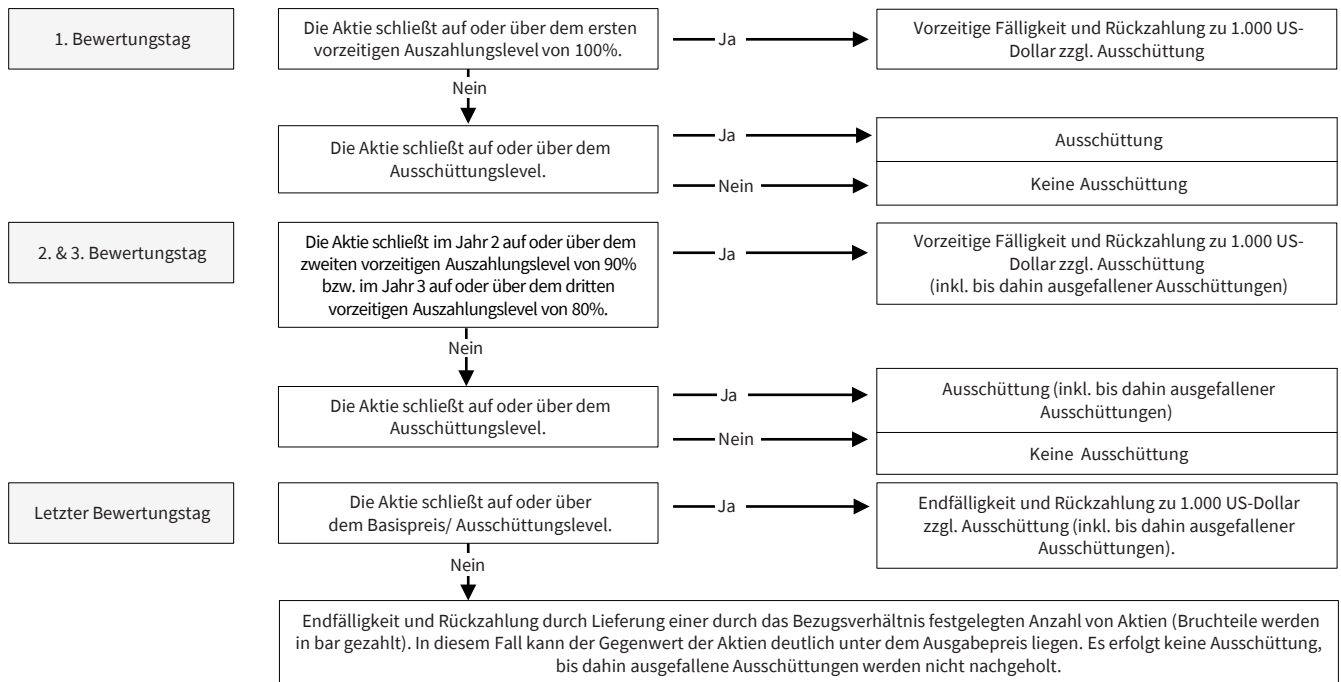 1. Bewertungstag
Die Aktie schließt auf oder über dem ersten
vorzeitigen Auszahlungslevel von 100%.
Ja
Vorzeitige Fälligkeit und Rückzahlung zu 1.000 US-
Dollar zzgl. Ausschüttung
Nein
Die Aktie schließt auf oder über dem
Ausschüttungslevel.
Ja
Ausschüttung
Nein
Keine Ausschüttung
2. & 3. Bewertungstag
Die Aktie schließt im Jahr 2 auf oder über dem
zweiten vorzeitigen Auszahlungslevel von 90%
bzw. im Jahr 3 auf oder über dem dritten
vorzeitigen Auszahlungslevel von 80%.
Ja
Vorzeitige Fälligkeit und Rückzahlung zu 1.000 US-
Dollar zzgl. Ausschüttung
(inkl. bis dahin ausgefallener Ausschüttungen)
Nein
Die Aktie schließt auf oder über dem
Ausschüttungslevel.
Ja
Ausschüttung (inkl. bis dahin ausgefallener
Ausschüttungen)
Nein
Keine Ausschüttung
Letzter Bewertungstag
Die Aktie schließt auf oder über
dem Basispreis/ Ausschüttungslevel.
Ja
Endfälligkeit und Rückzahlung zu 1.000 US-Dollar
zzgl. Ausschüttung (inkl. bis dahin ausgefallener
Ausschüttungen).
Nein
Endfälligkeit und Rückzahlung durch Lieferung einer durch das Bezugsverhältnis festgelegten Anzahl von Aktien (Bruchteile werden
in bar gezahlt). In diesem Fall kann der Gegenwert der Aktien deutlich unter dem Ausgabepreis liegen. Es erfolgt keine Ausschüttung,
bis dahin ausgefallene Ausschüttungen werden nicht nachgeholt.